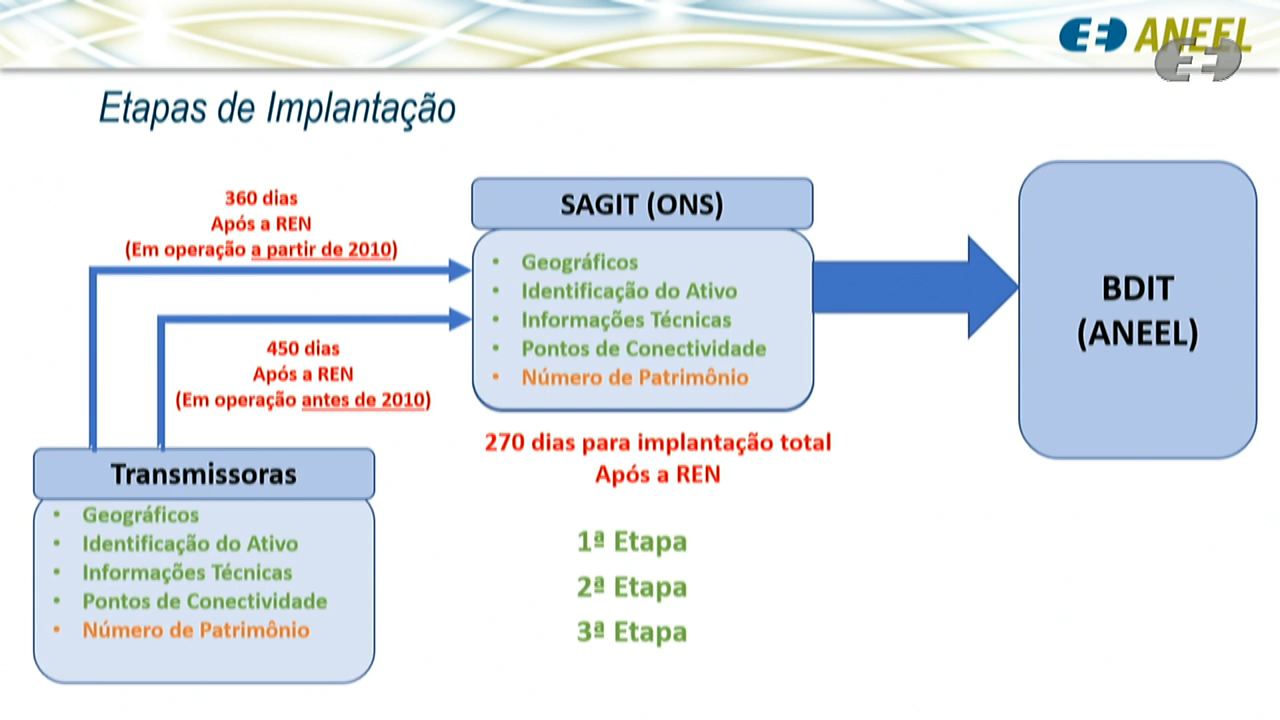 ANEEL
Etapas de Implantação
360 dias
Após a REN
(Em operação a partir de 2010)
SAGIT (ONS)
• Geográficos
• Identificação do Ativo
• Informações Técnicas
• Pontos de Conectividade
• Número de Patrimônio
BDIT
(ANEEL)
450 dias
Após a REN
(Em operação antes de 2010)
270 dias para implantação total
Após a REN
Transmissoras
• Geográficos
• Identificação do Ativo
• Informações Técnicas
• Pontos de Conectividade
• Número de Patrimônio
1ª Etapa
2ª Etapa
3ª Etapa